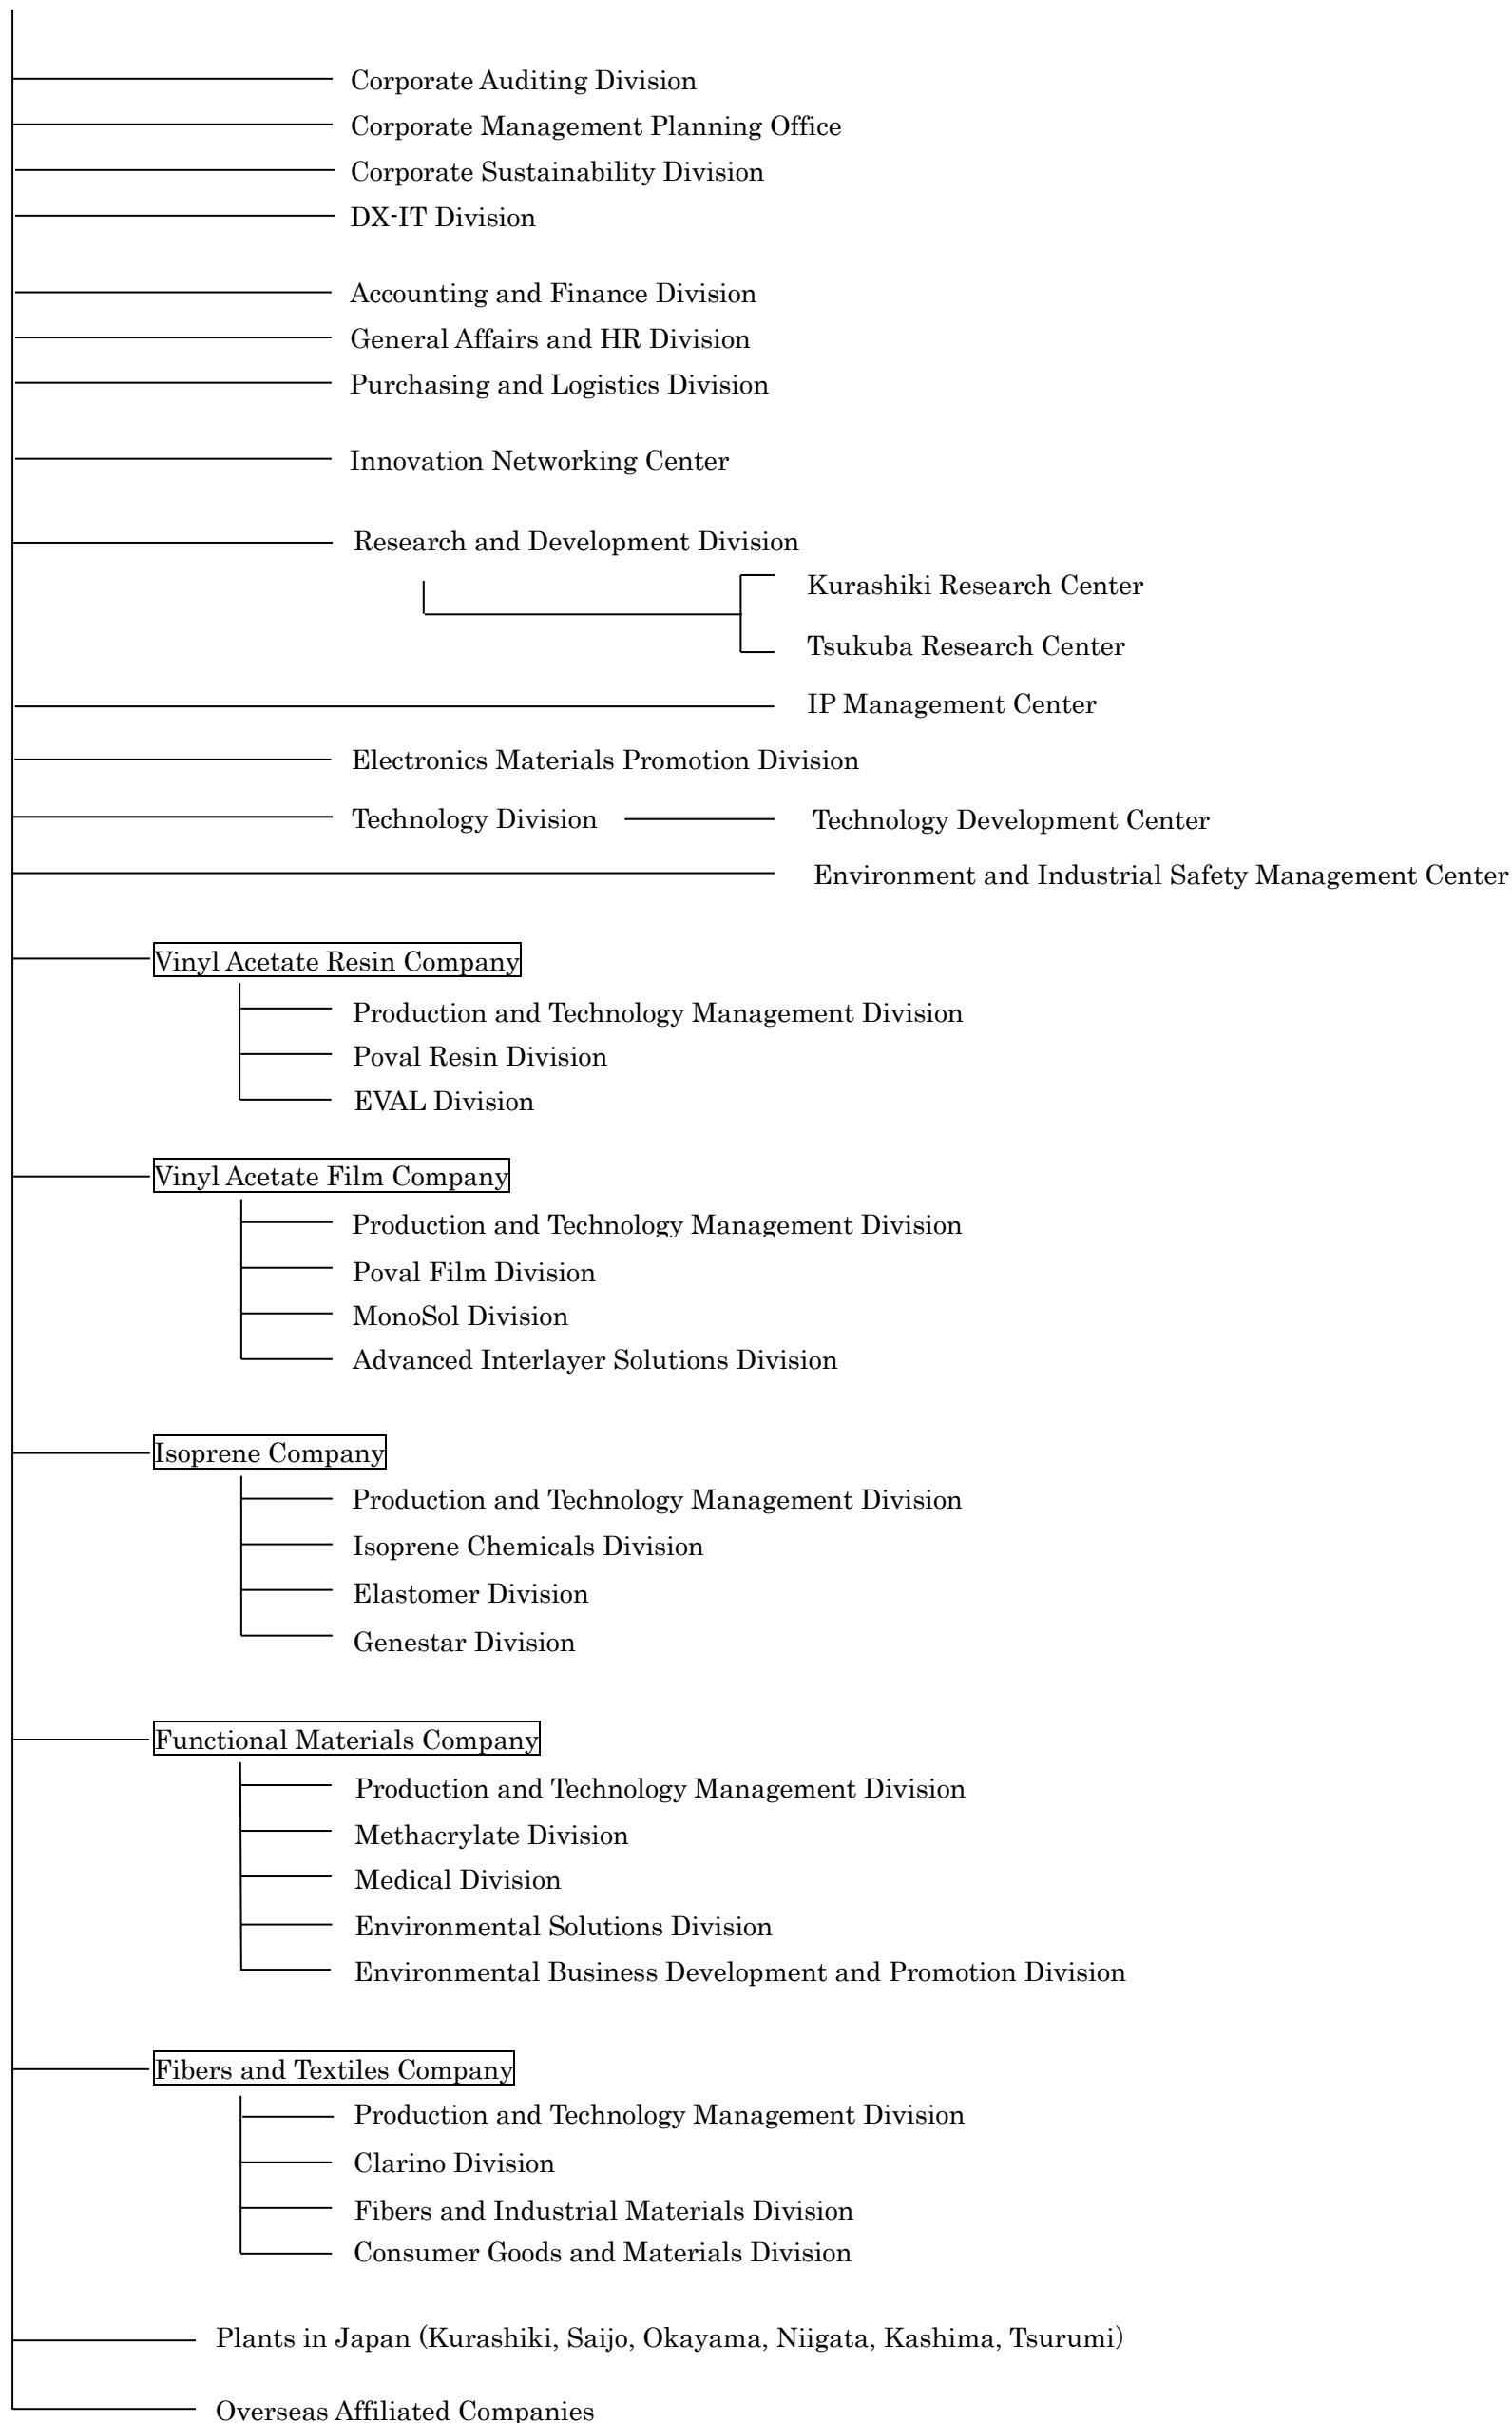 Corporate Auditing Division
Corporate Management Planning Office
Corporate Sustainability Division
DX-IT Division
Accounting and Finance Division
General Affairs and HR Division
Purchasing and Logistics Division
Innovation Networking Center
Research and Development Division
Kurashiki Research Center
Tsukuba Research Center
IP Management Center
Electronics Materials Promotion Division
Technology Division Technology Development Center
Environment and Industrial Safety Management Center
Vinyl Acetate Resin Company
Production and Technology Management Division
Poval Resin Division
EVAL Division
Vinyl Acetate Film Company
Production and Technology Management Division
Poval Film Division
MonoSol Division
Advanced Interlayer Solutions Division
Isoprene Company
Production and Technology Management Division
Isoprene Chemicals Division
Elastomer Division
Genestar Division
Functional Materials Company
Production and Technology Management Division
Methacrylate Division
Medical Division
Environmental Solutions Division
Environmental Business Development and Promotion Division
Fibers and Textiles Company
Production and Technology Management Division
Clarino Division
Fibers and Industrial Materials Division
Consumer Goods and Materials Division
Plants in Japan (Kurashiki, Saijo, Okayama, Niigata, Kashima, Tsurumi)
Overseas Affiliated Companies